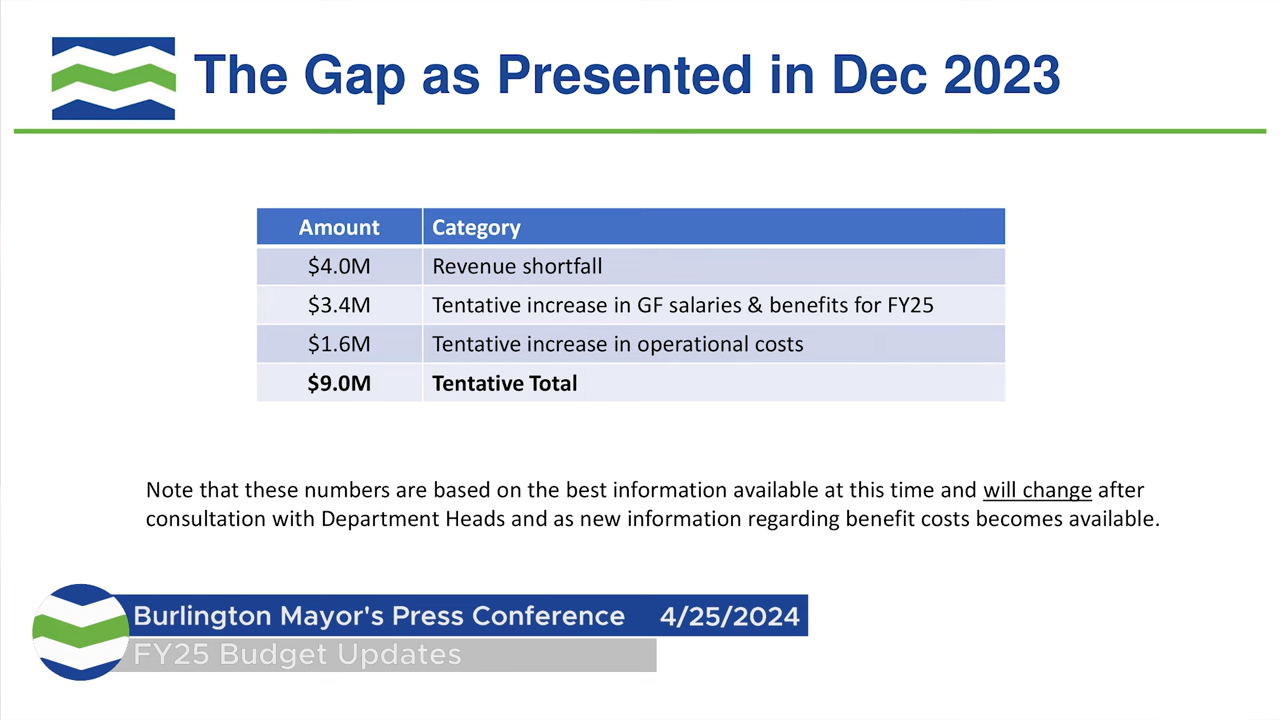 The Gap as Presented in Dec 2023
Amount Category
$4.0M Revenue shortfall
$3.4M Tentative increase in GF salaries & benefits for FY25
$1.6M Tentative increase in operational costs
$9.0M Tentative Total
Note that these numbers are based on the best information available at this time and will change after
consultation with Department Heads and as new information regarding benefit costs becomes available.
Burlington Mayor's Press Conference 4/25/2024
FY25 Budget Updates